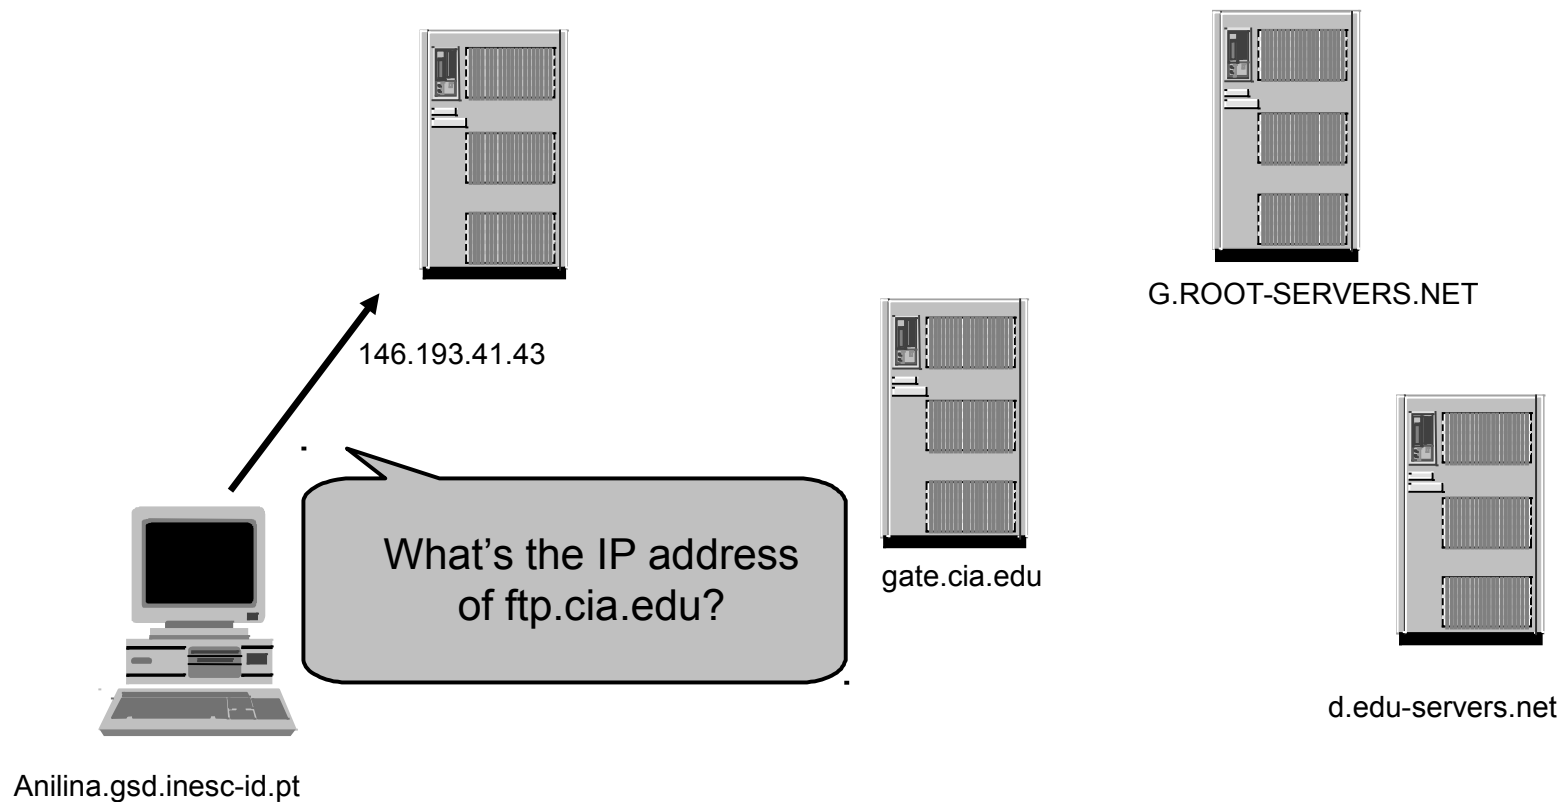 G.ROOT-SERVERS.NET
146.193.41.43
What's the IP address
of ftp.cia.edu?
gate.cia.edu
d.edu-servers.net
Anilina.gsd.inesc-id.pt